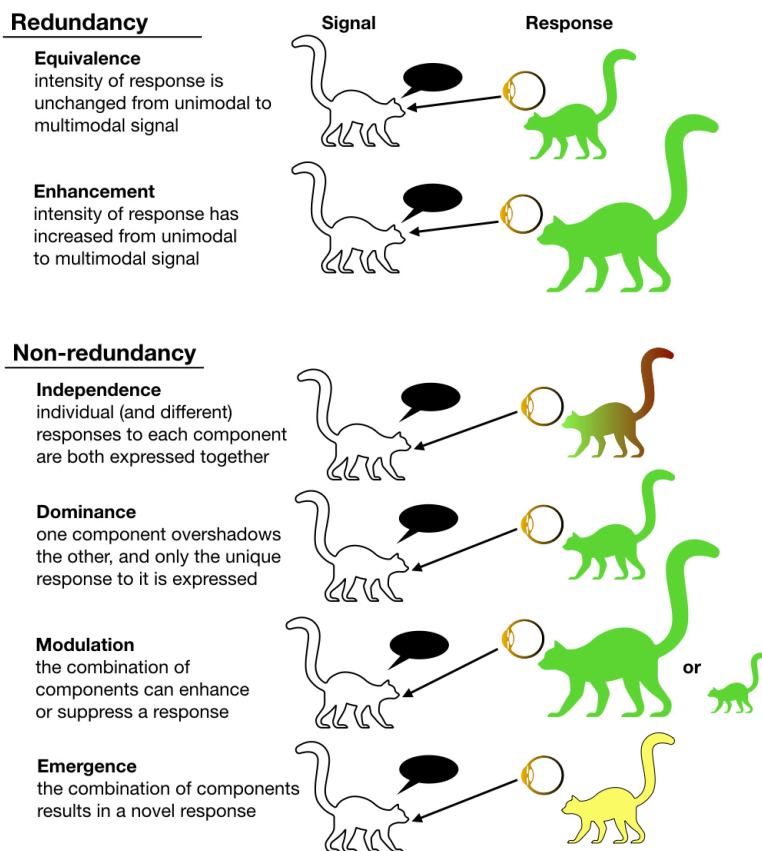 Redundancy
Signal
Response
Equivalence
intensity of response is
unchanged from unimodal to
multimodal signal
Enhancement
intensity of response has
increased from unimodal
to multimodal signal
Non-redundancy
Independence
individual (and different)
responses to each component
are both expressed together
Dominance
one component overshadows
the other, and only the unique
response to it is expressed
Modulation
the combination of
components can enhance
or suppress a response
or
Emergence
the combination of components
results in a novel response